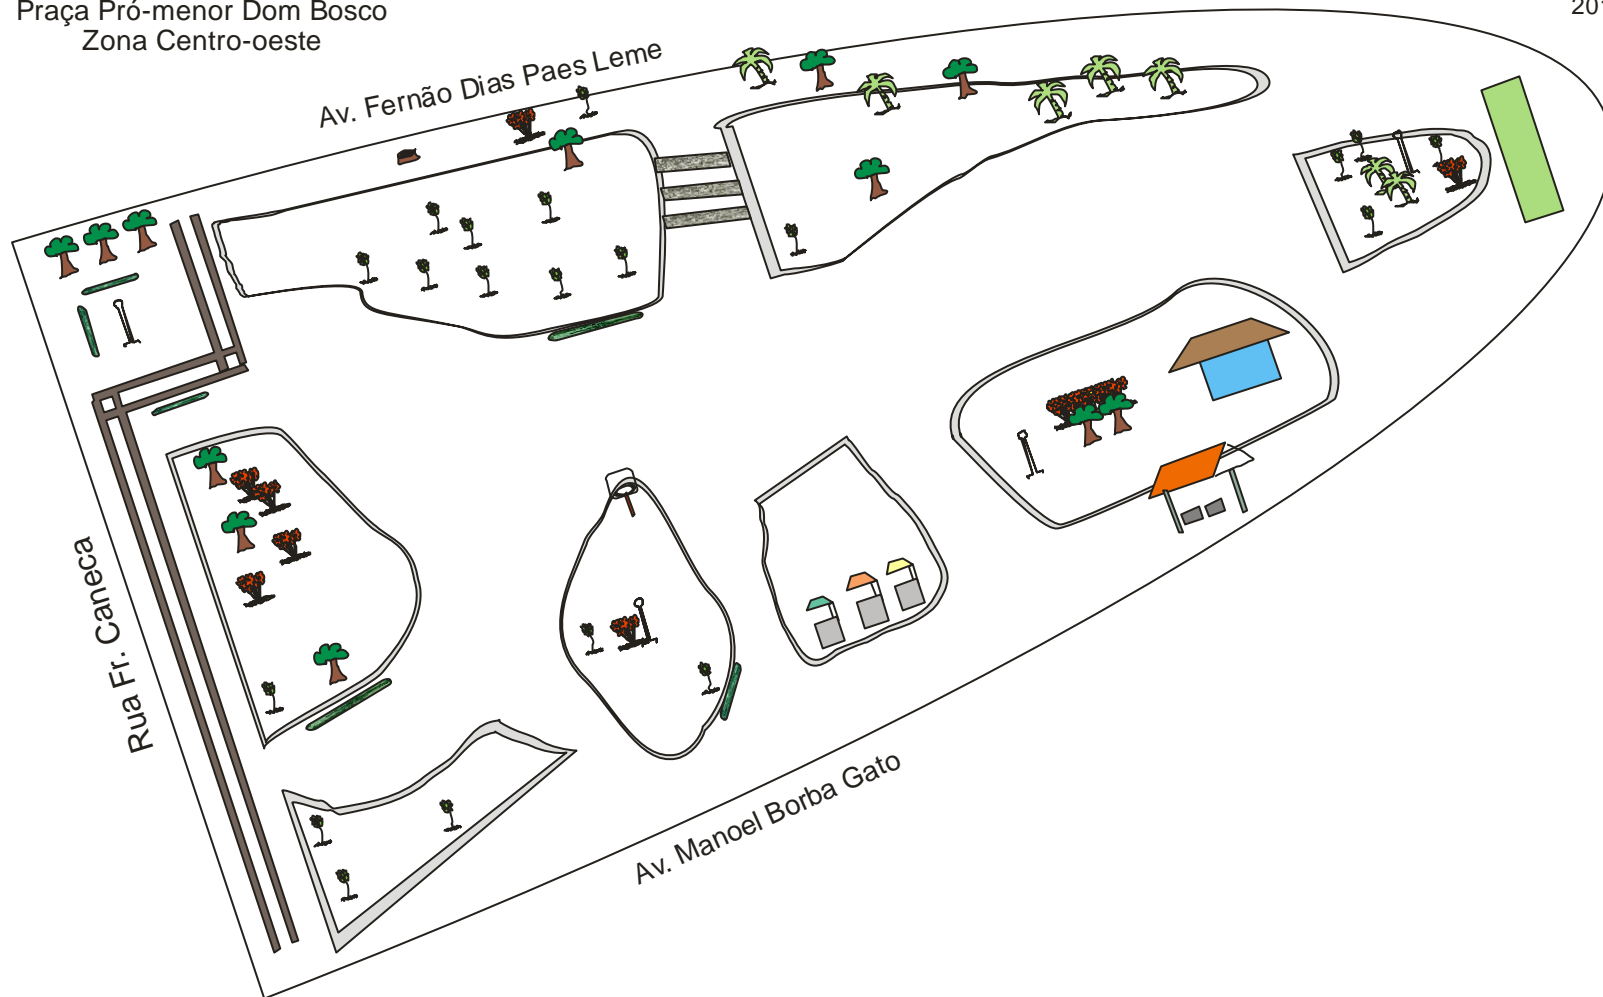 Praça Pró-menor Dom Bosco
Zona Centro-oeste
Av. Fernão Dias Paes Leme
Rua Fr. Caneca
Av. Manoel Borba Gato